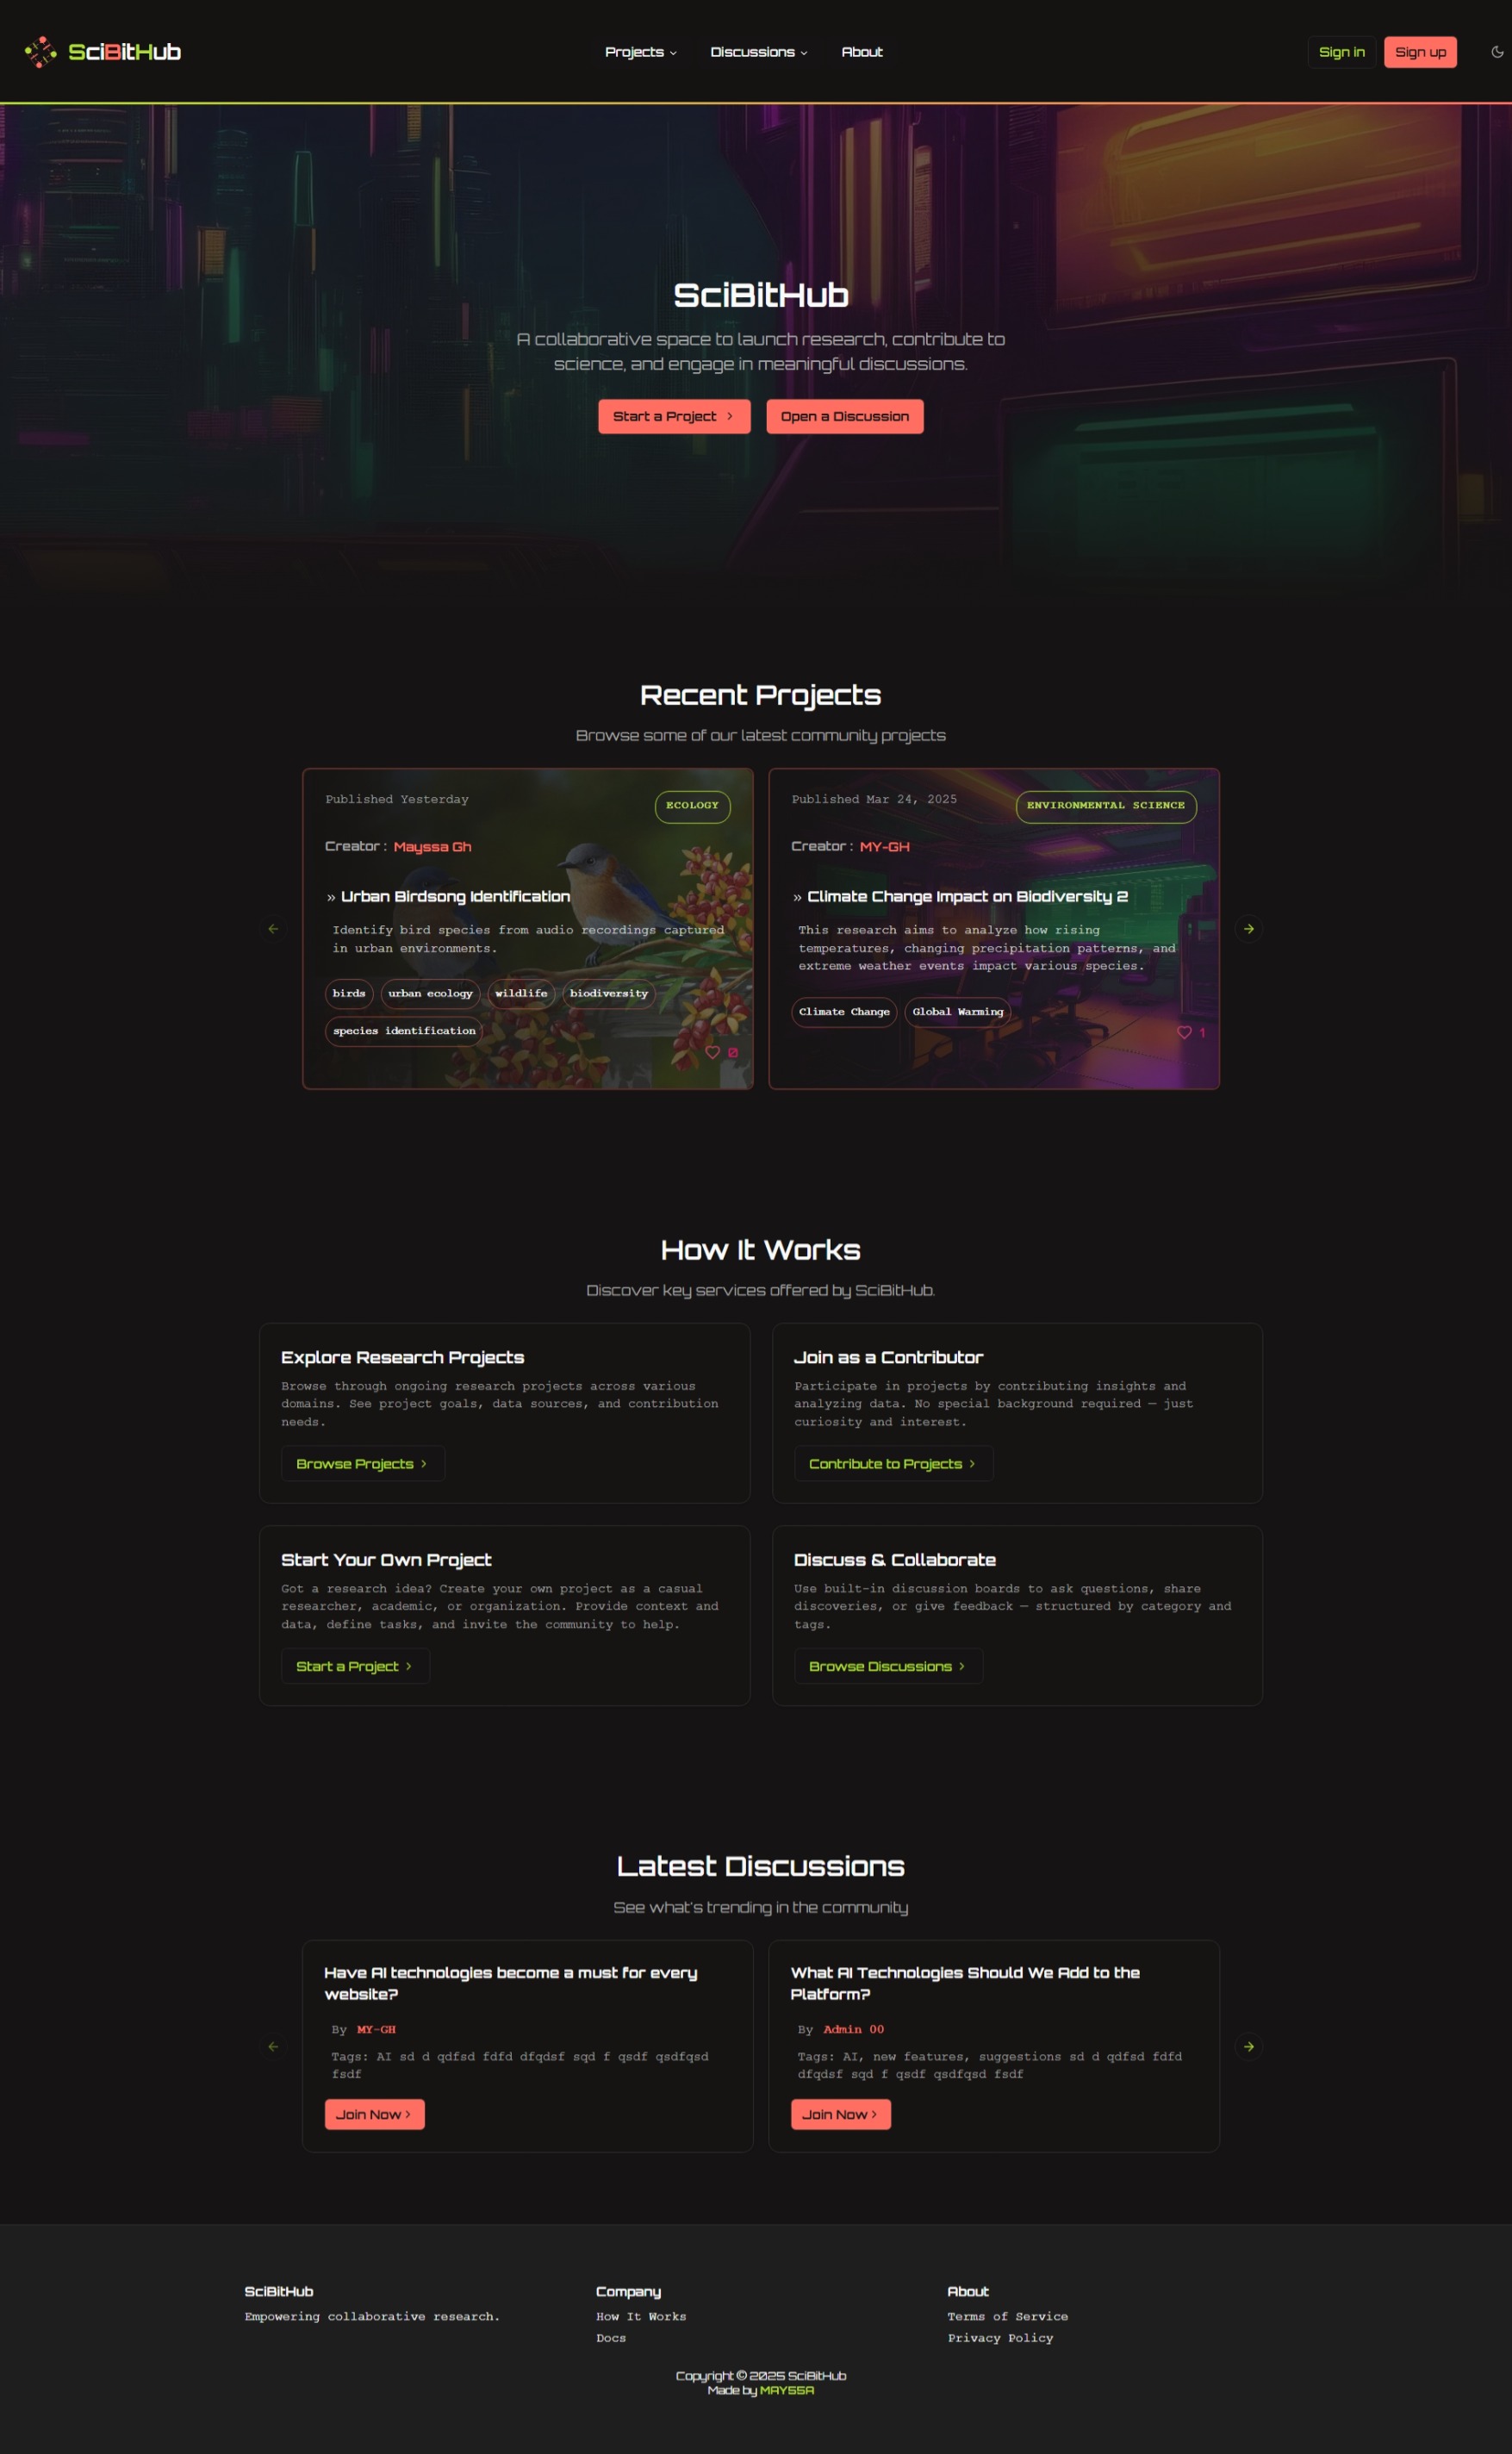 SciBitHub
Projects
Discussions
About
Sign in
Sign up
SciBitHub
A collaborative space to launch research, contribute to
science, and engage in meaningful discussions.
Start a Project
Open a Discussion
Recent Projects
Browse some of our latest community projects
Published Yesterday
ECOLOGY
Creator : Mayssa Gh
» Urban Birdsong Identification
Identify bird species from audio recordings captured
in urban environments.
birds urban ecology wildlife biodiversity
species identification
0
Published Mar 24, 2025
ENVIRONMENTAL SCIENCE
Creator : MY-GH
» Climate Change Impact on Biodiversity 2
This research aims to analyze how rising
temperatures, changing precipitation patterns, and
extreme weather events impact various species.
Climate Change Global Warming
1
How It Works
Discover key services offered by SciBitHub.
Explore Research Projects
Browse through ongoing research projects across various
domains. See project goals, data sources, and contribution
needs.
Browse Projects
Join as a Contributor
Participate in projects by contributing insights and
analyzing data. No special background required — just
curiosity and interest.
Contribute to Projects
Start Your Own Project
Got a research idea? Create your own project as a casual
researcher, academic, or organization. Provide context and
data, define tasks, and invite the community to help.
Start a Project
Discuss & Collaborate
Use built-in discussion boards to ask questions, share
discoveries, or give feedback — structured by category and
tags.
Browse Discussions
Latest Discussions
See what's trending in the community
Have AI technologies become a must for every
website?
By MY-GH
Tags: AI sd d qdfsd fdfd dfqdsf sqd f qsdf qsdfqsd
fsdf
Join Now
What AI Technologies Should We Add to the
Platform?
By Admin 00
Tags: AI, new features, suggestions sd d qdfsd fdfd
dfqdsf sqd f qsdf qsdfqsd fsdf
Join Now
SciBitHub
Empowering collaborative research.
Company
How It Works
Docs
About
Terms of Service
Privacy Policy
Copyright © 2025 SciBitHub
Made by MAY55A